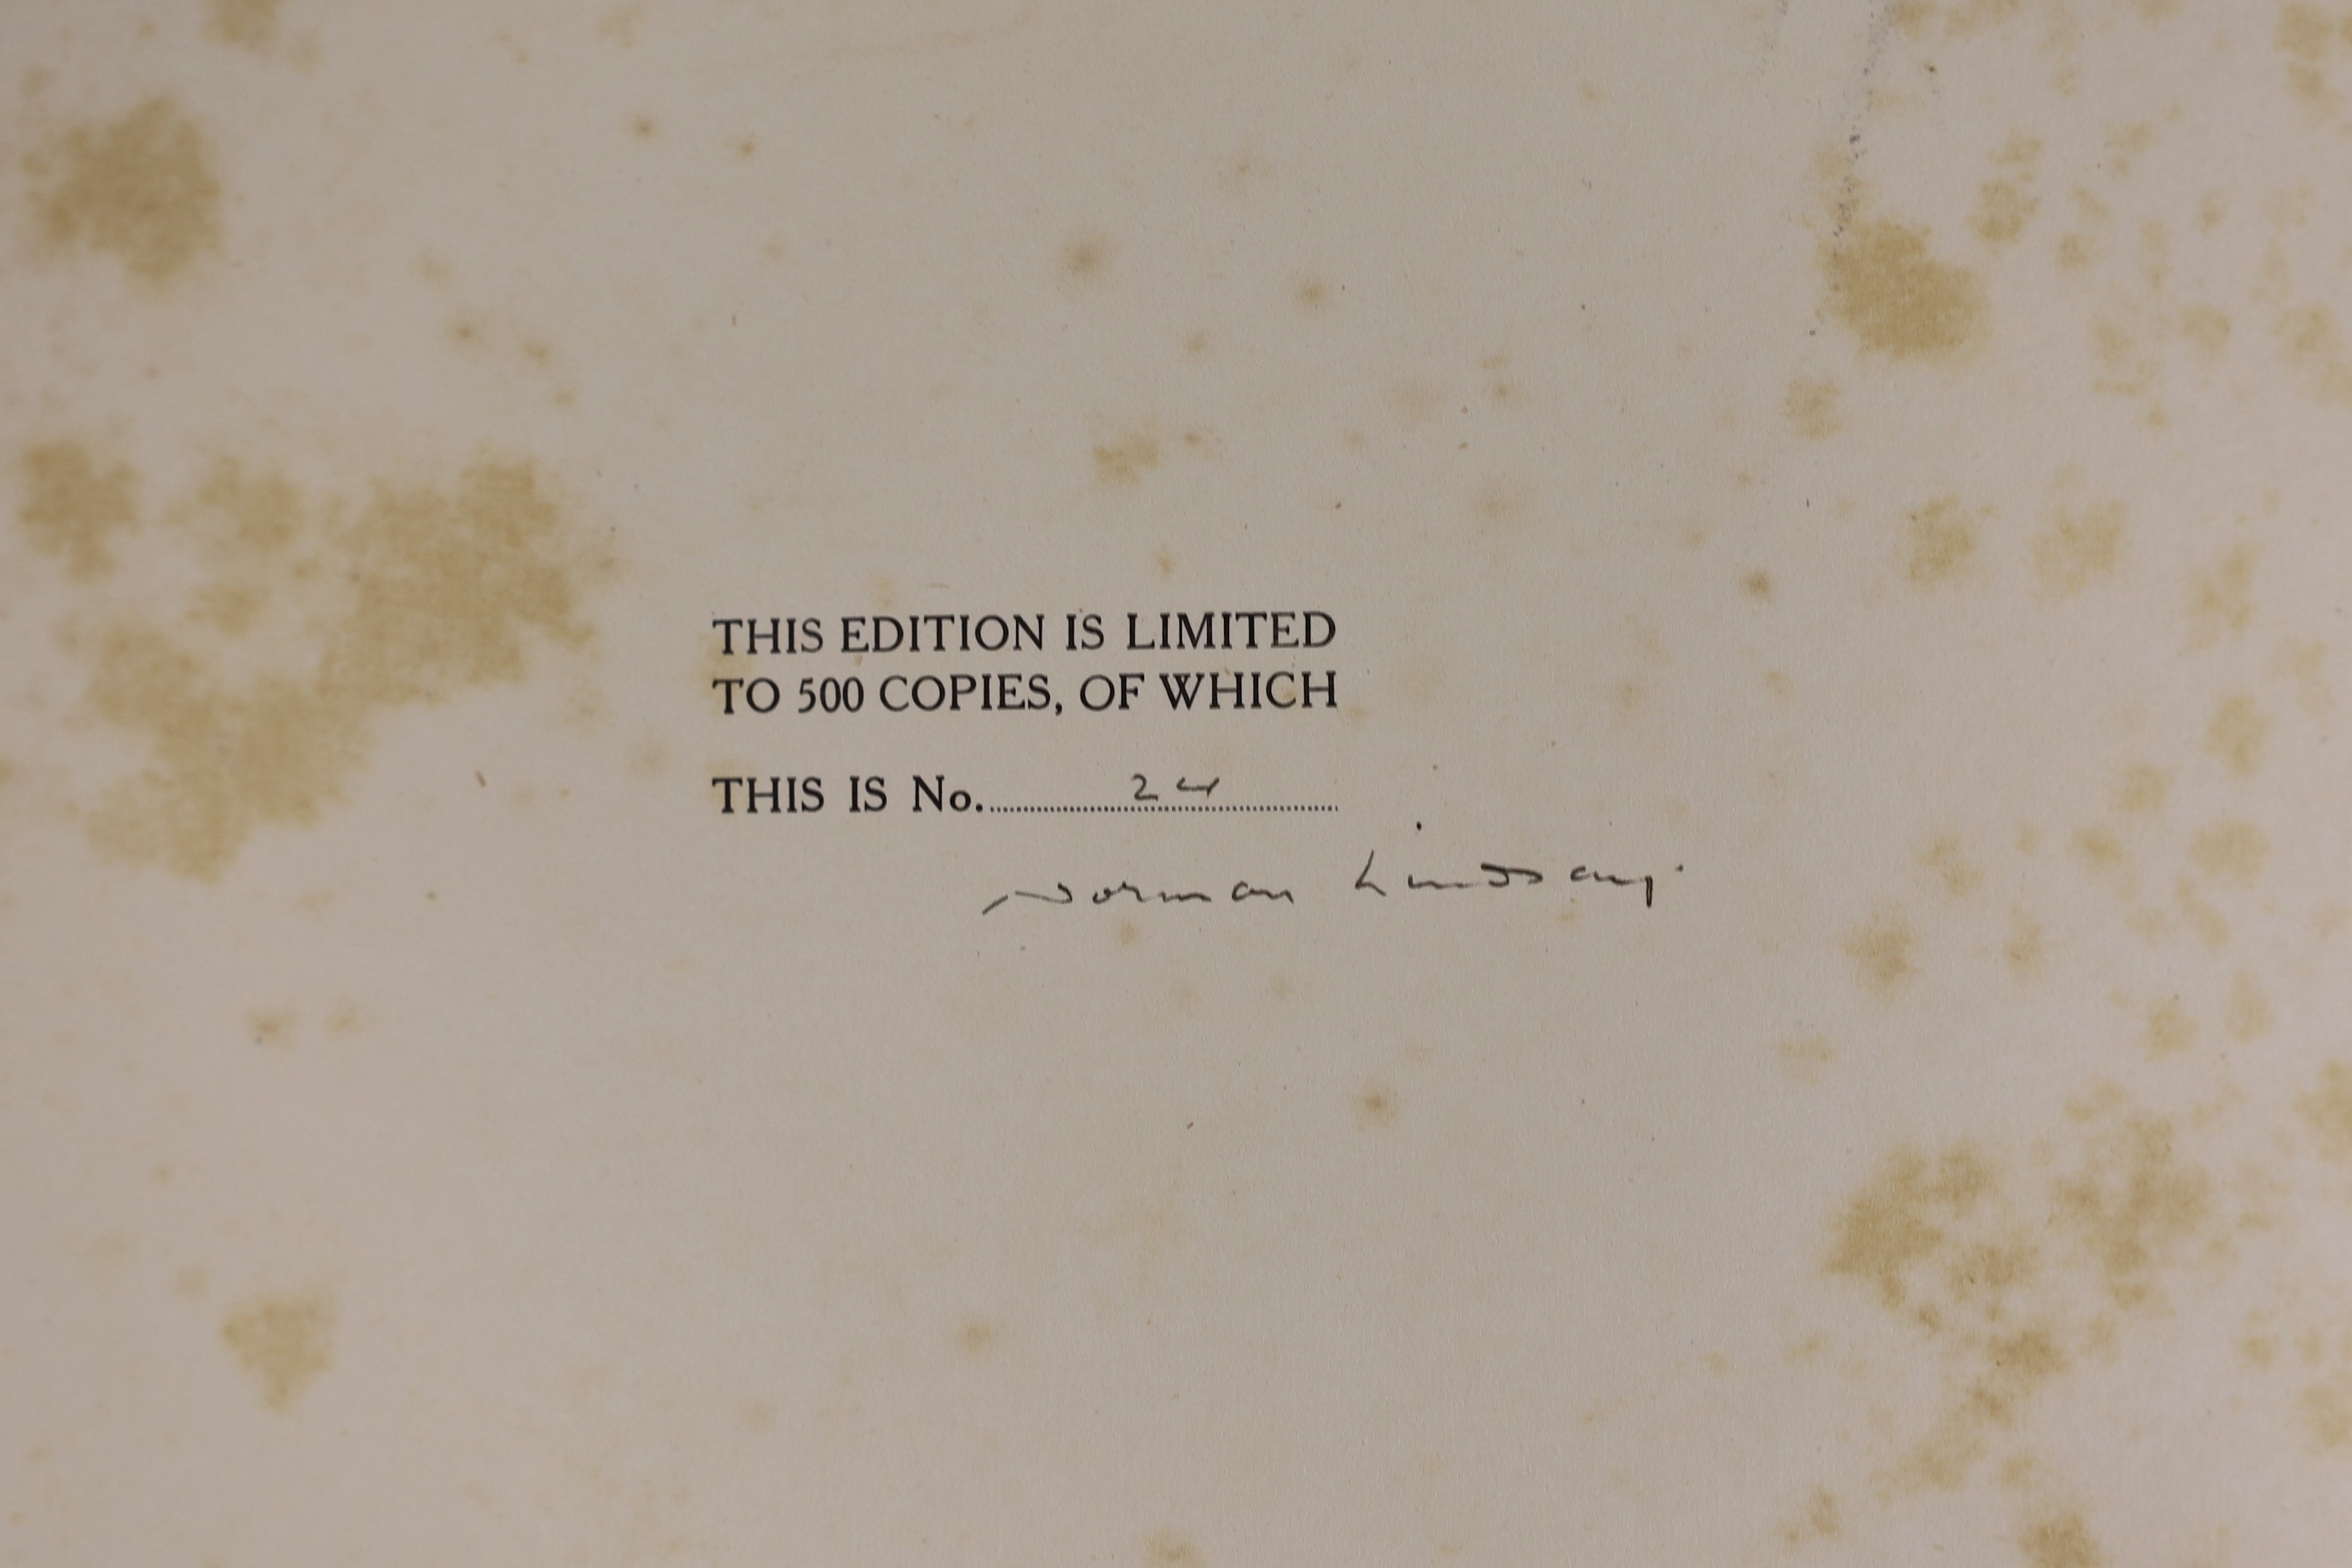 THIS EDITION IS LIMITED
TO 500 COPIES, OF WHICH
THIS IS No. 24
Norman Lindsay.